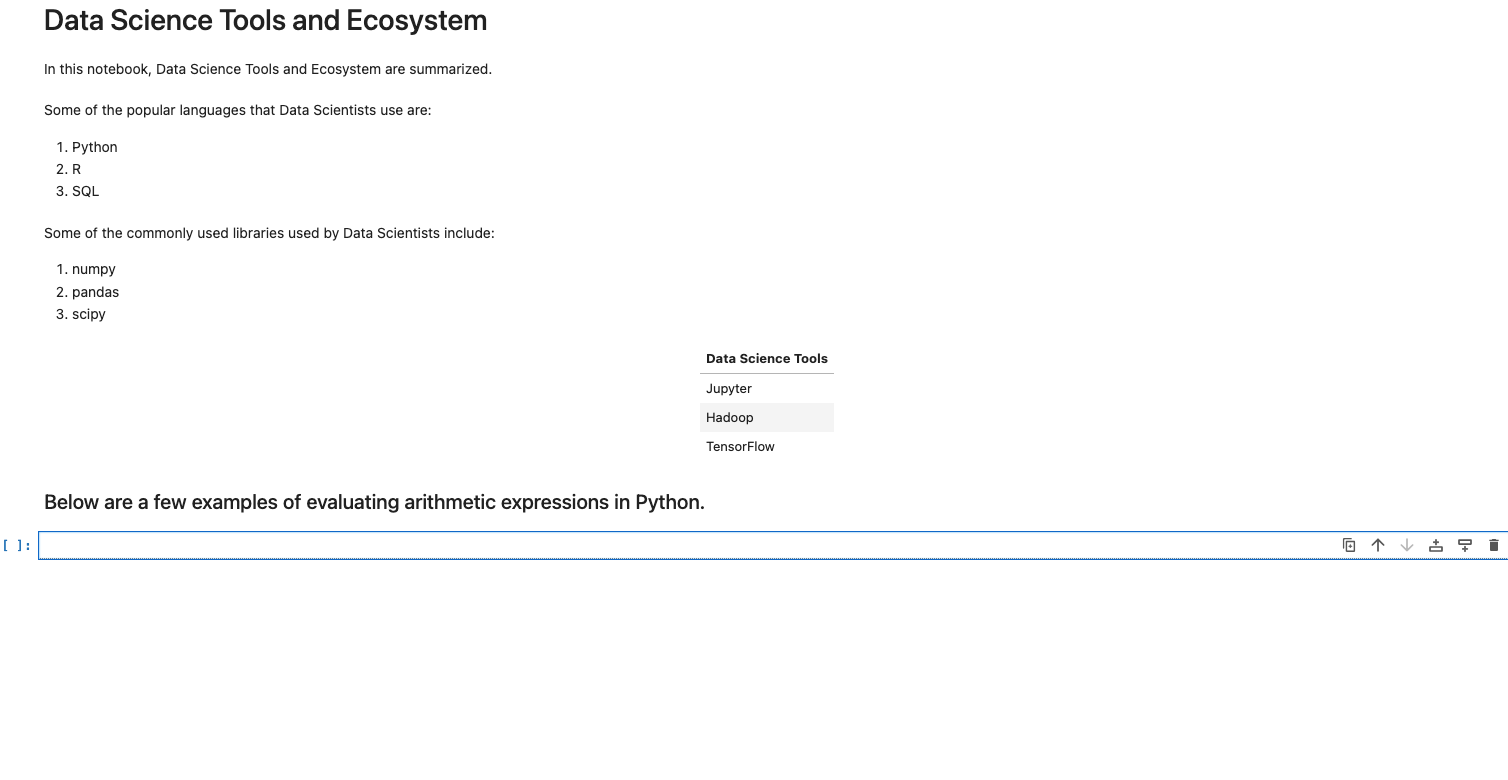 Data Science Tools and Ecosystem
In this notebook, Data Science Tools and Ecosystem are summarized.
Some of the popular languages that Data Scientists use are:
1. Python
2. R
3. SQL
Some of the commonly used libraries used by Data Scientists include:
1. numpy
2. pandas
3. scipy
Data Science Tools
Jupyter
Hadoop
TensorFlow
Below are a few examples of evaluating arithmetic expressions in Python.
[ ]: